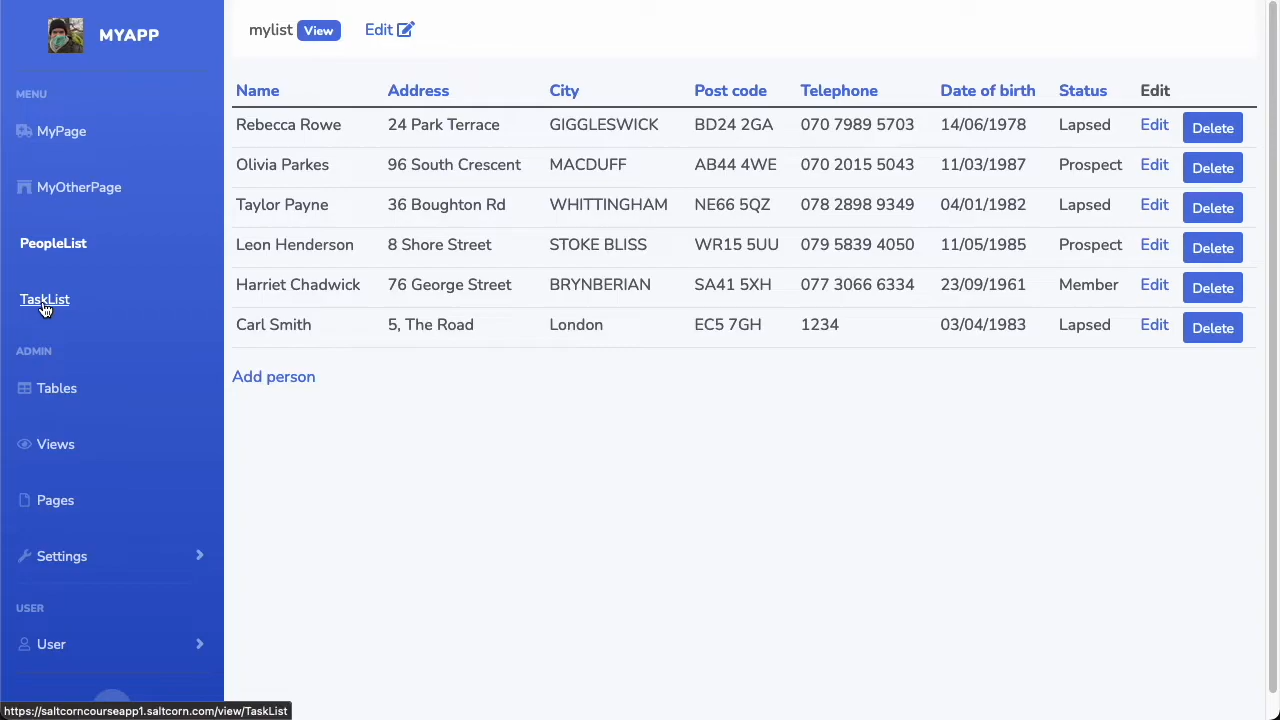 MYAPP
MENU
MyPage
MyOtherPage
PeopleList
TaskList
ADMIN
Tables
Views
Pages
Settings
USER
User
mylist View Edit
Name Address City Post code Telephone Date of birth Status Edit
Rebecca Rowe 24 Park Terrace GIGGLESWICK BD24 2GA 070 7989 5703 14/06/1978 Lapsed Edit Delete
Olivia Parkes 96 South Crescent MACDUFF AB44 4WE 070 2015 5043 11/03/1987 Prospect Edit Delete
Taylor Payne 36 Boughton Rd WHITTINGHAM NE66 5QZ 078 2898 9349 04/01/1982 Lapsed Edit Delete
Leon Henderson 8 Shore Street STOKE BLISS WR15 5UU 079 5839 4050 11/05/1985 Prospect Edit Delete
Harriet Chadwick 76 George Street BRYNBERIAN SA41 5XH 077 3066 6334 23/09/1961 Member Edit Delete
Carl Smith 5, The Road London EC5 7GH 1234 03/04/1983 Lapsed Edit Delete
Add person
https://saltcorncourseapp1.saltcorn.com/view/TaskList